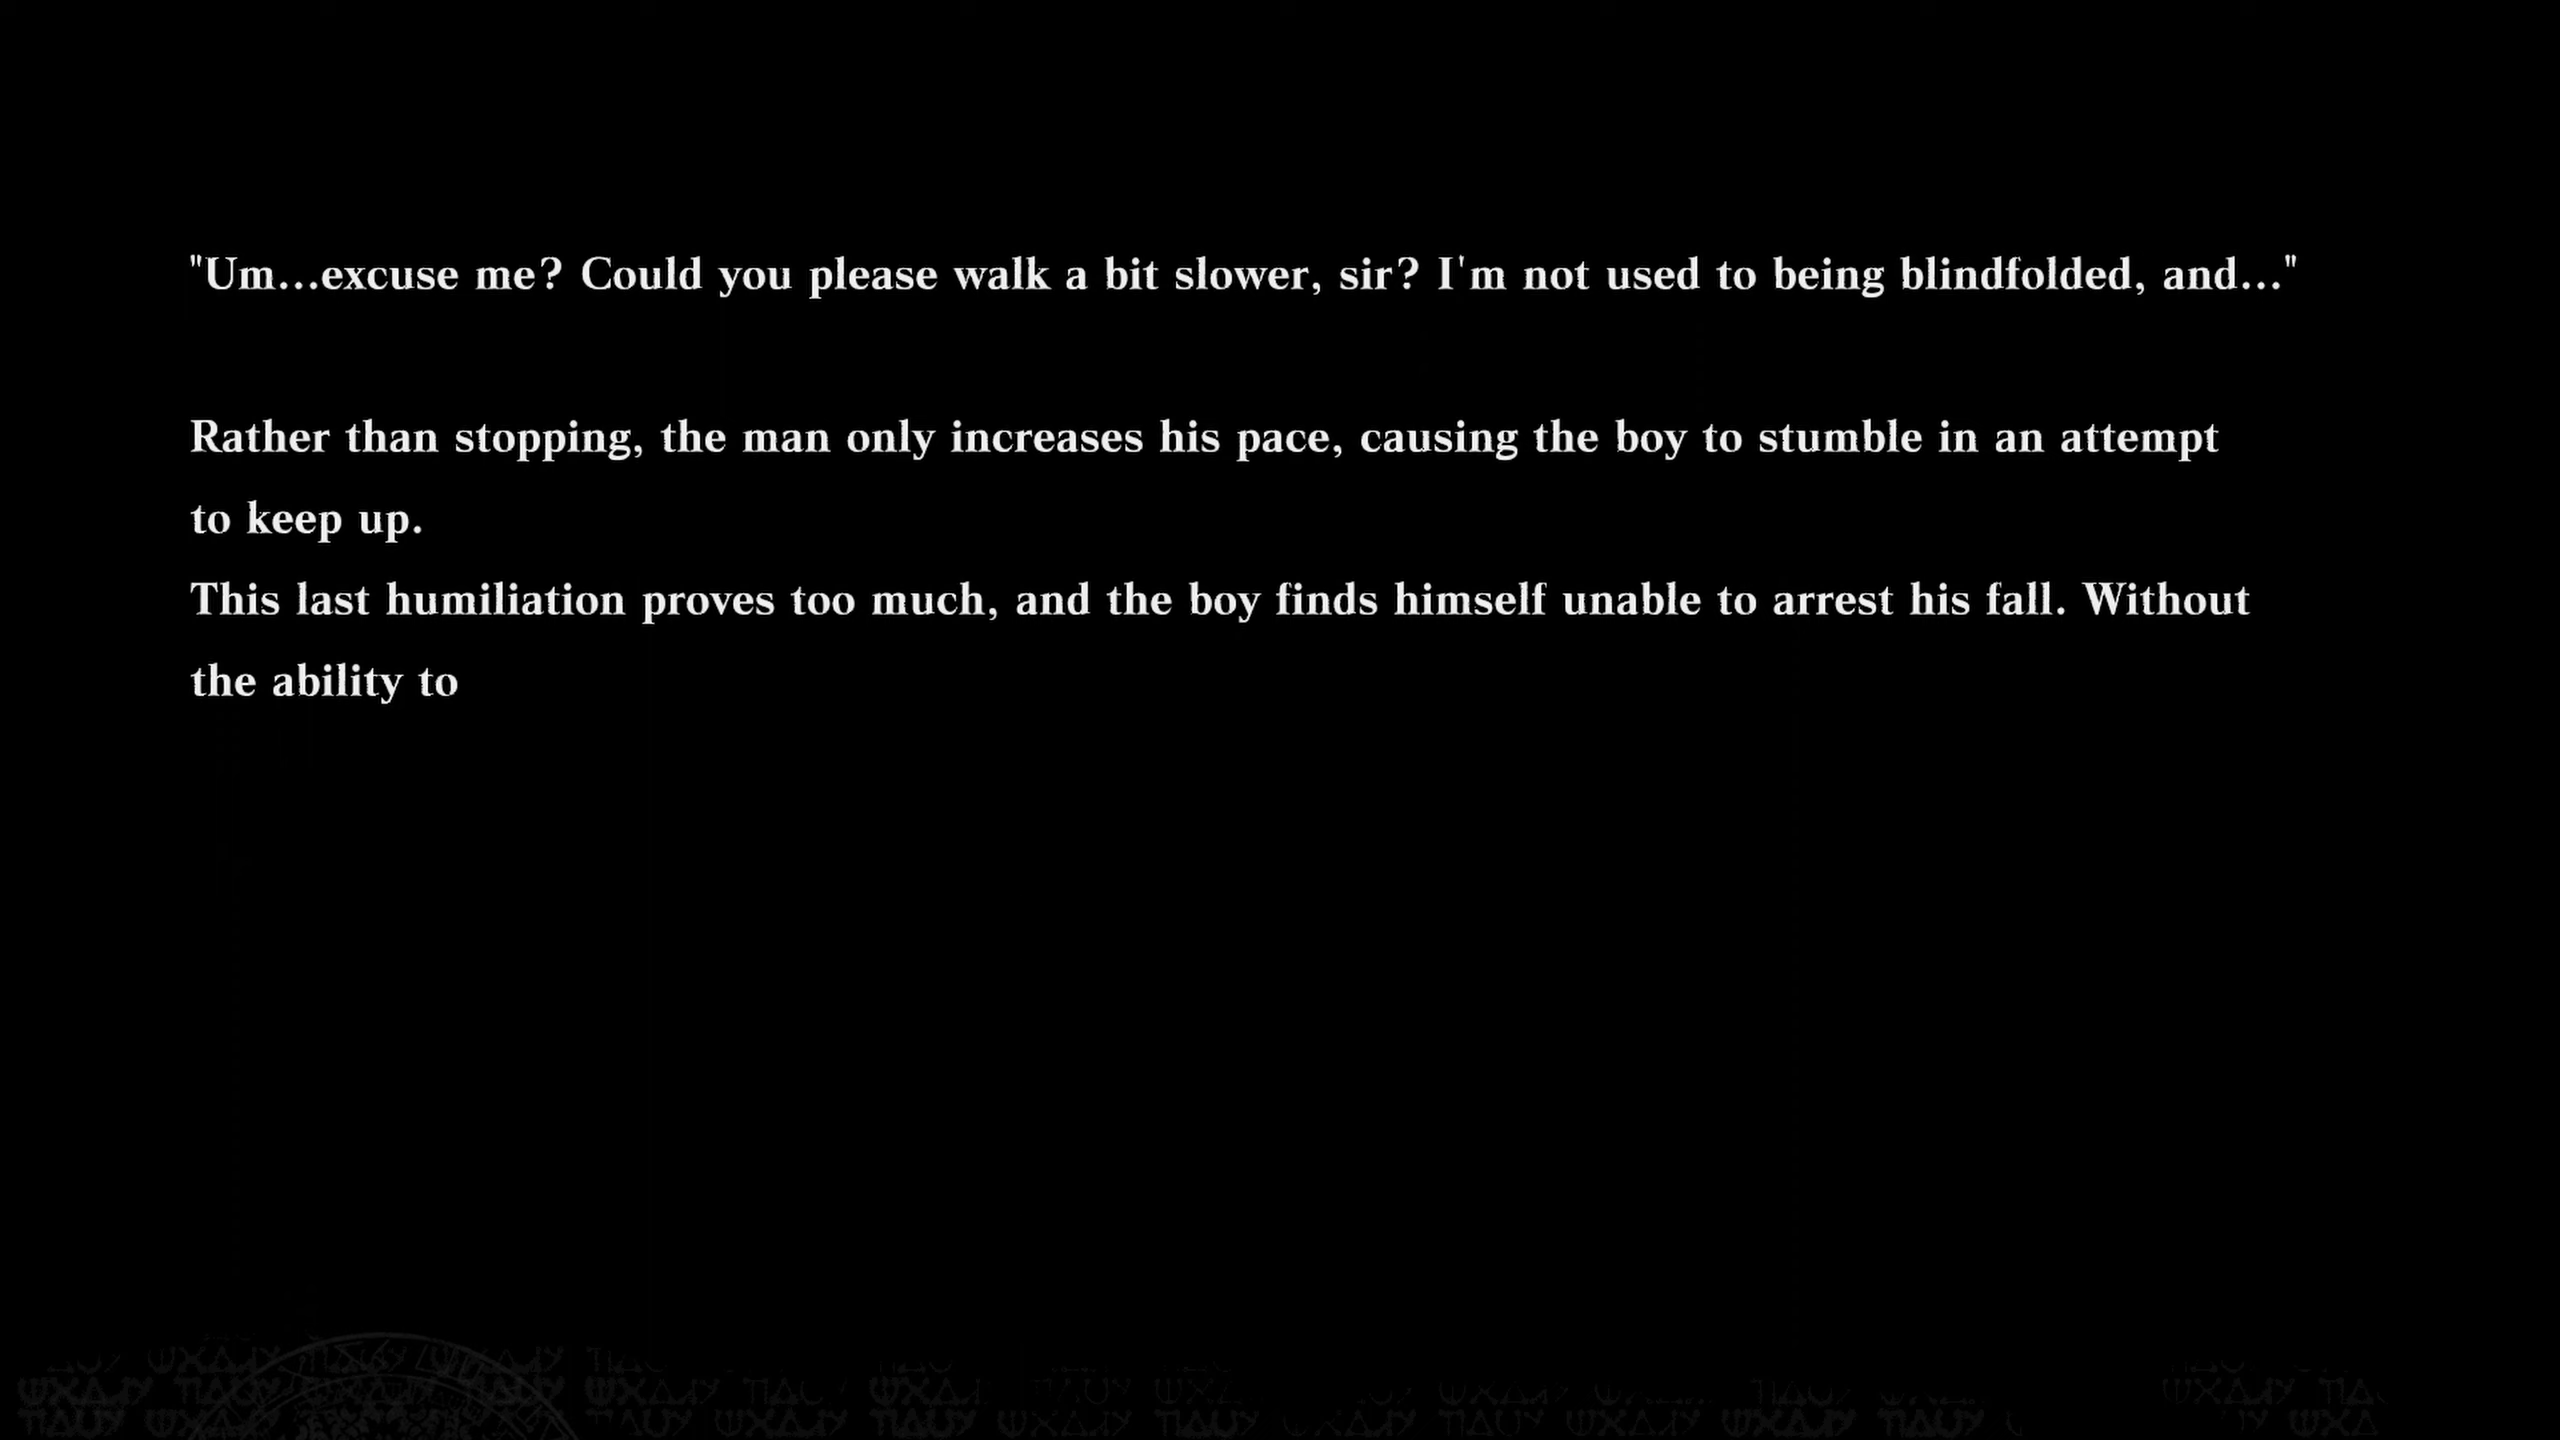 "Um...excuse me? Could you please walk a bit slower, sir? I'm not used to being blindfolded, and..."
Rather than stopping, the man only increases his pace, causing the boy to stumble in an attempt
to keep up.
This last humiliation proves too much, and the boy finds himself unable to arrest his fall. Without
the ability to